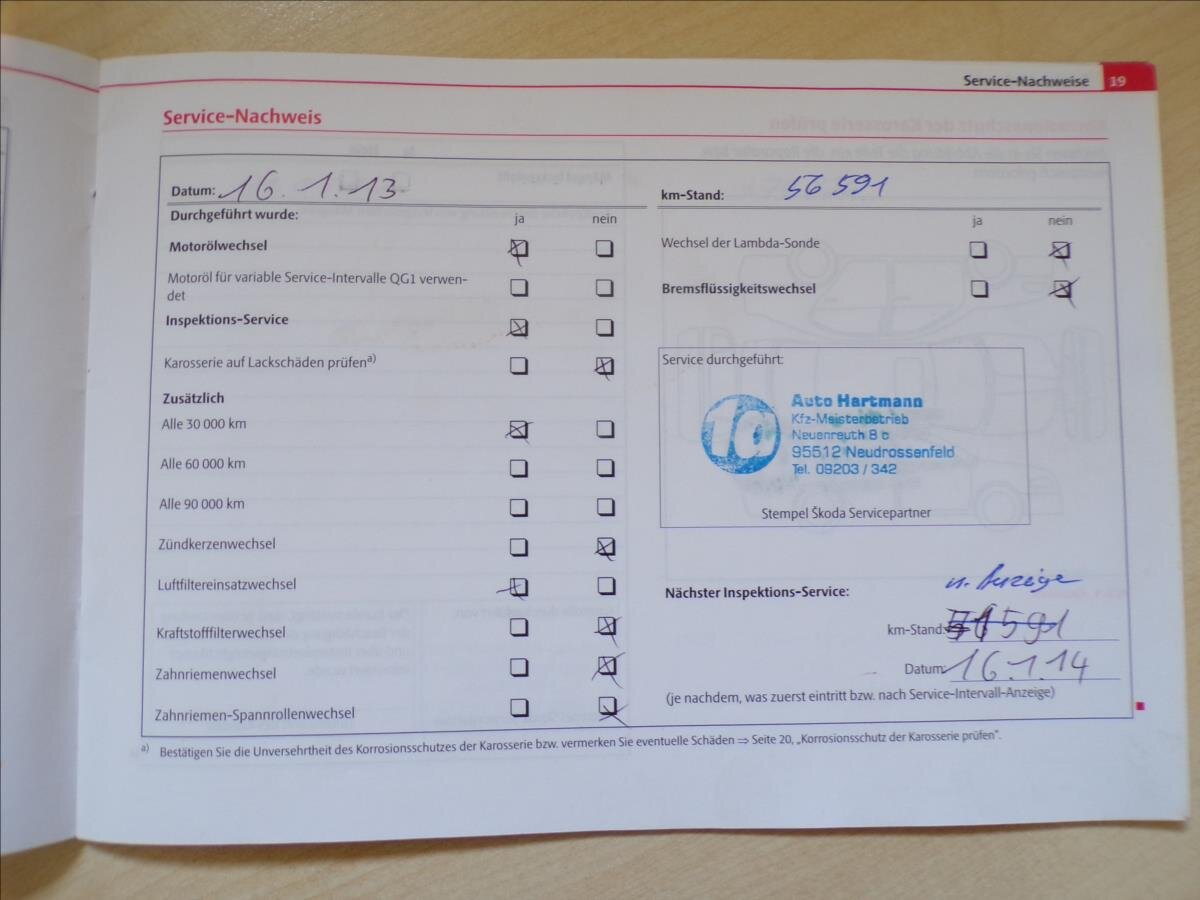 Service-Nachweise 19
Service-Nachweis
Datum: 16.1.13
Durchgeführt wurde: ja nein
Motorölwechsel
Motoröl für variable Service-Intervalle QG1 verwen-
det
Inspektions-Service
Karosserie auf Lackschäden prüfen a)
Zusätzlich
Alle 30 000 km
Alle 60 000 km
Alle 90 000 km
Zündkerzenwechsel
Luftfiltereinsatzwechsel
Kraftstofffilterwechsel
Zahnriemenwechsel
Zahnriemen-Spannrollenwechsel
km-Stand: 56 591
ja nein
Wechsel der Lambda-Sonde
Bremsflüssigkeitswechsel
Service durchgeführt:
10
Auto Hartmann
Kfz-Meisterbetrieb
Neuenreuth 8 c
95512 Neudrossenfeld
Tel. 09203 / 342
Stempel Škoda Servicepartner
n. Anzeige
Nächster Inspektions-Service:
km-Stand:
Datum: 16.1.14
(je nachdem, was zuerst eintritt bzw. nach Service-Intervall-Anzeige)
a) Bestätigen Sie die Unversehrtheit des Korrosionsschutzes der Karosserie bzw. vermerken Sie eventuelle Schäden ⇒ Seite 20, „Korrosionsschutz der Karosserie prüfen“.